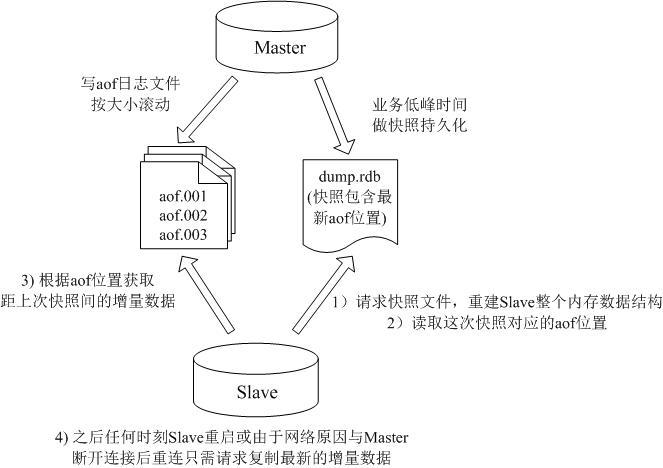 Master
写aof日志文件
按大小滚动
业务低峰时间
做快照持久化
aof.001
aof.002
aof.003
dump.rdb
(快照包含最
新aof位置)
3) 根据aof位置获取
距上次快照间的增量数据
1）请求快照文件，重建Slave整个内存数据结构
2）读取这次快照对应的aof位置
Slave
4) 之后任何时刻Slave重启或由于网络原因与Master
断开连接后重连只需请求复制最新的增量数据